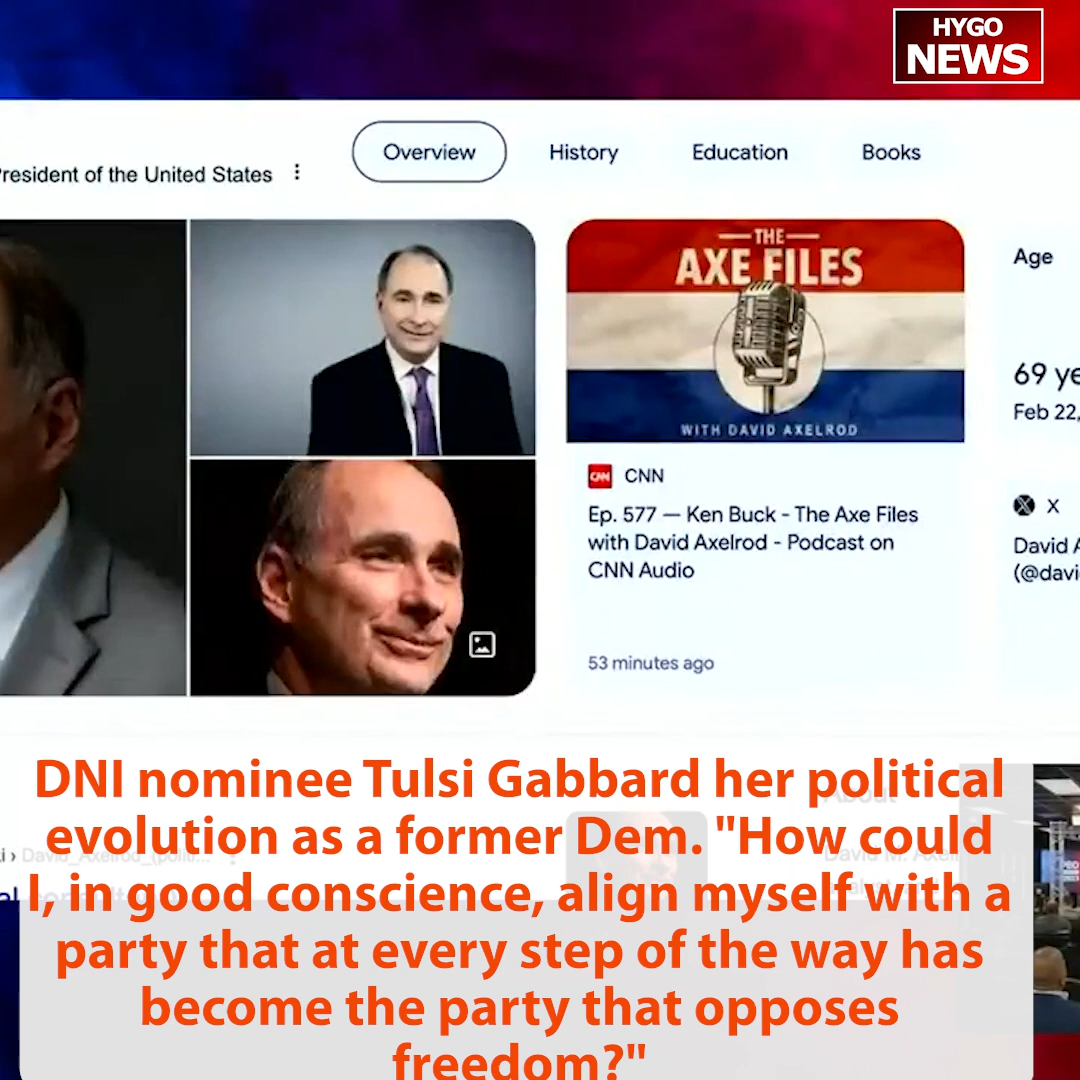 HYGO
NEWS
Overview
History
Education
Books
President of the United States
THE
AXE FILES
WITH DAVID AXELROD
Age
69
Feb 22,
CNN
CNN
Ep. 577 — Ken Buck - The Axe Files
with David Axelrod - Podcast on
CNN Audio
53 minutes ago
X
David
DNI nominee Tulsi Gabbard her political
evolution as a former Dem. "How could
I, in good conscience, align myself with a
party that at every step of the way has
become the party that opposes
freedom?"
About